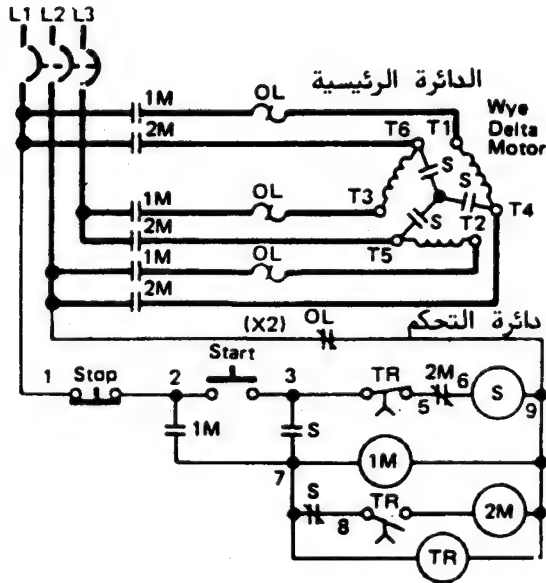 L1 L2 L3
1M OL الدائرة الرئيسية
Wye
Delta
Motor
2M T6 T1
S
S
1M OL T3 T4
2M S T2
T5
1M OL
2M
(X2) OL دائرة التحكم
1 Stop 2 Start 3 TR 2M 6 S
5 9
1M S
7 1M
S TR 2M
8
TR